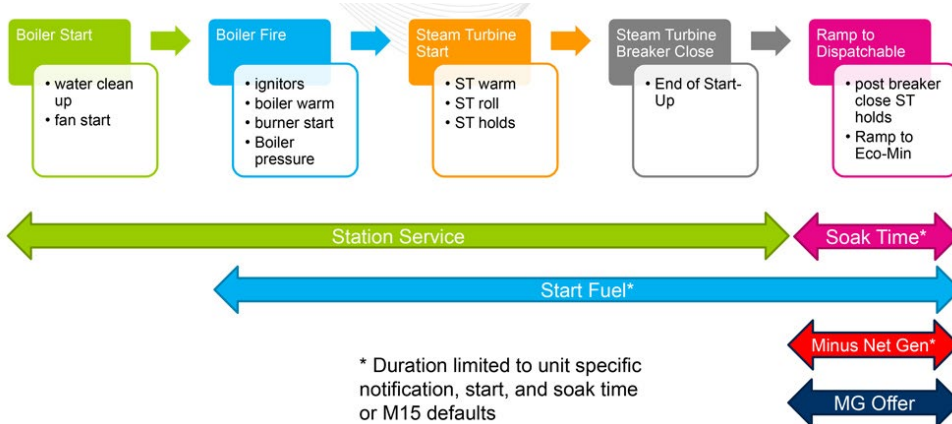 Boiler Start
• water clean
up
• fan start
Boiler Fire
• ignitors
• boiler warm
• burner start
• Boiler
pressure
Steam Turbine
Start
• ST warm
• ST roll
• ST holds
Steam Turbine
Breaker Close
• End of Start-
Up
Ramp to
Dispatchable
• post breaker
close ST
holds
• Ramp to
Eco-Min
Station Service
Soak Time*
Start Fuel*
Minus Net Gen*
MG Offer
* Duration limited to unit specific
notification, start, and soak time
or M15 defaults